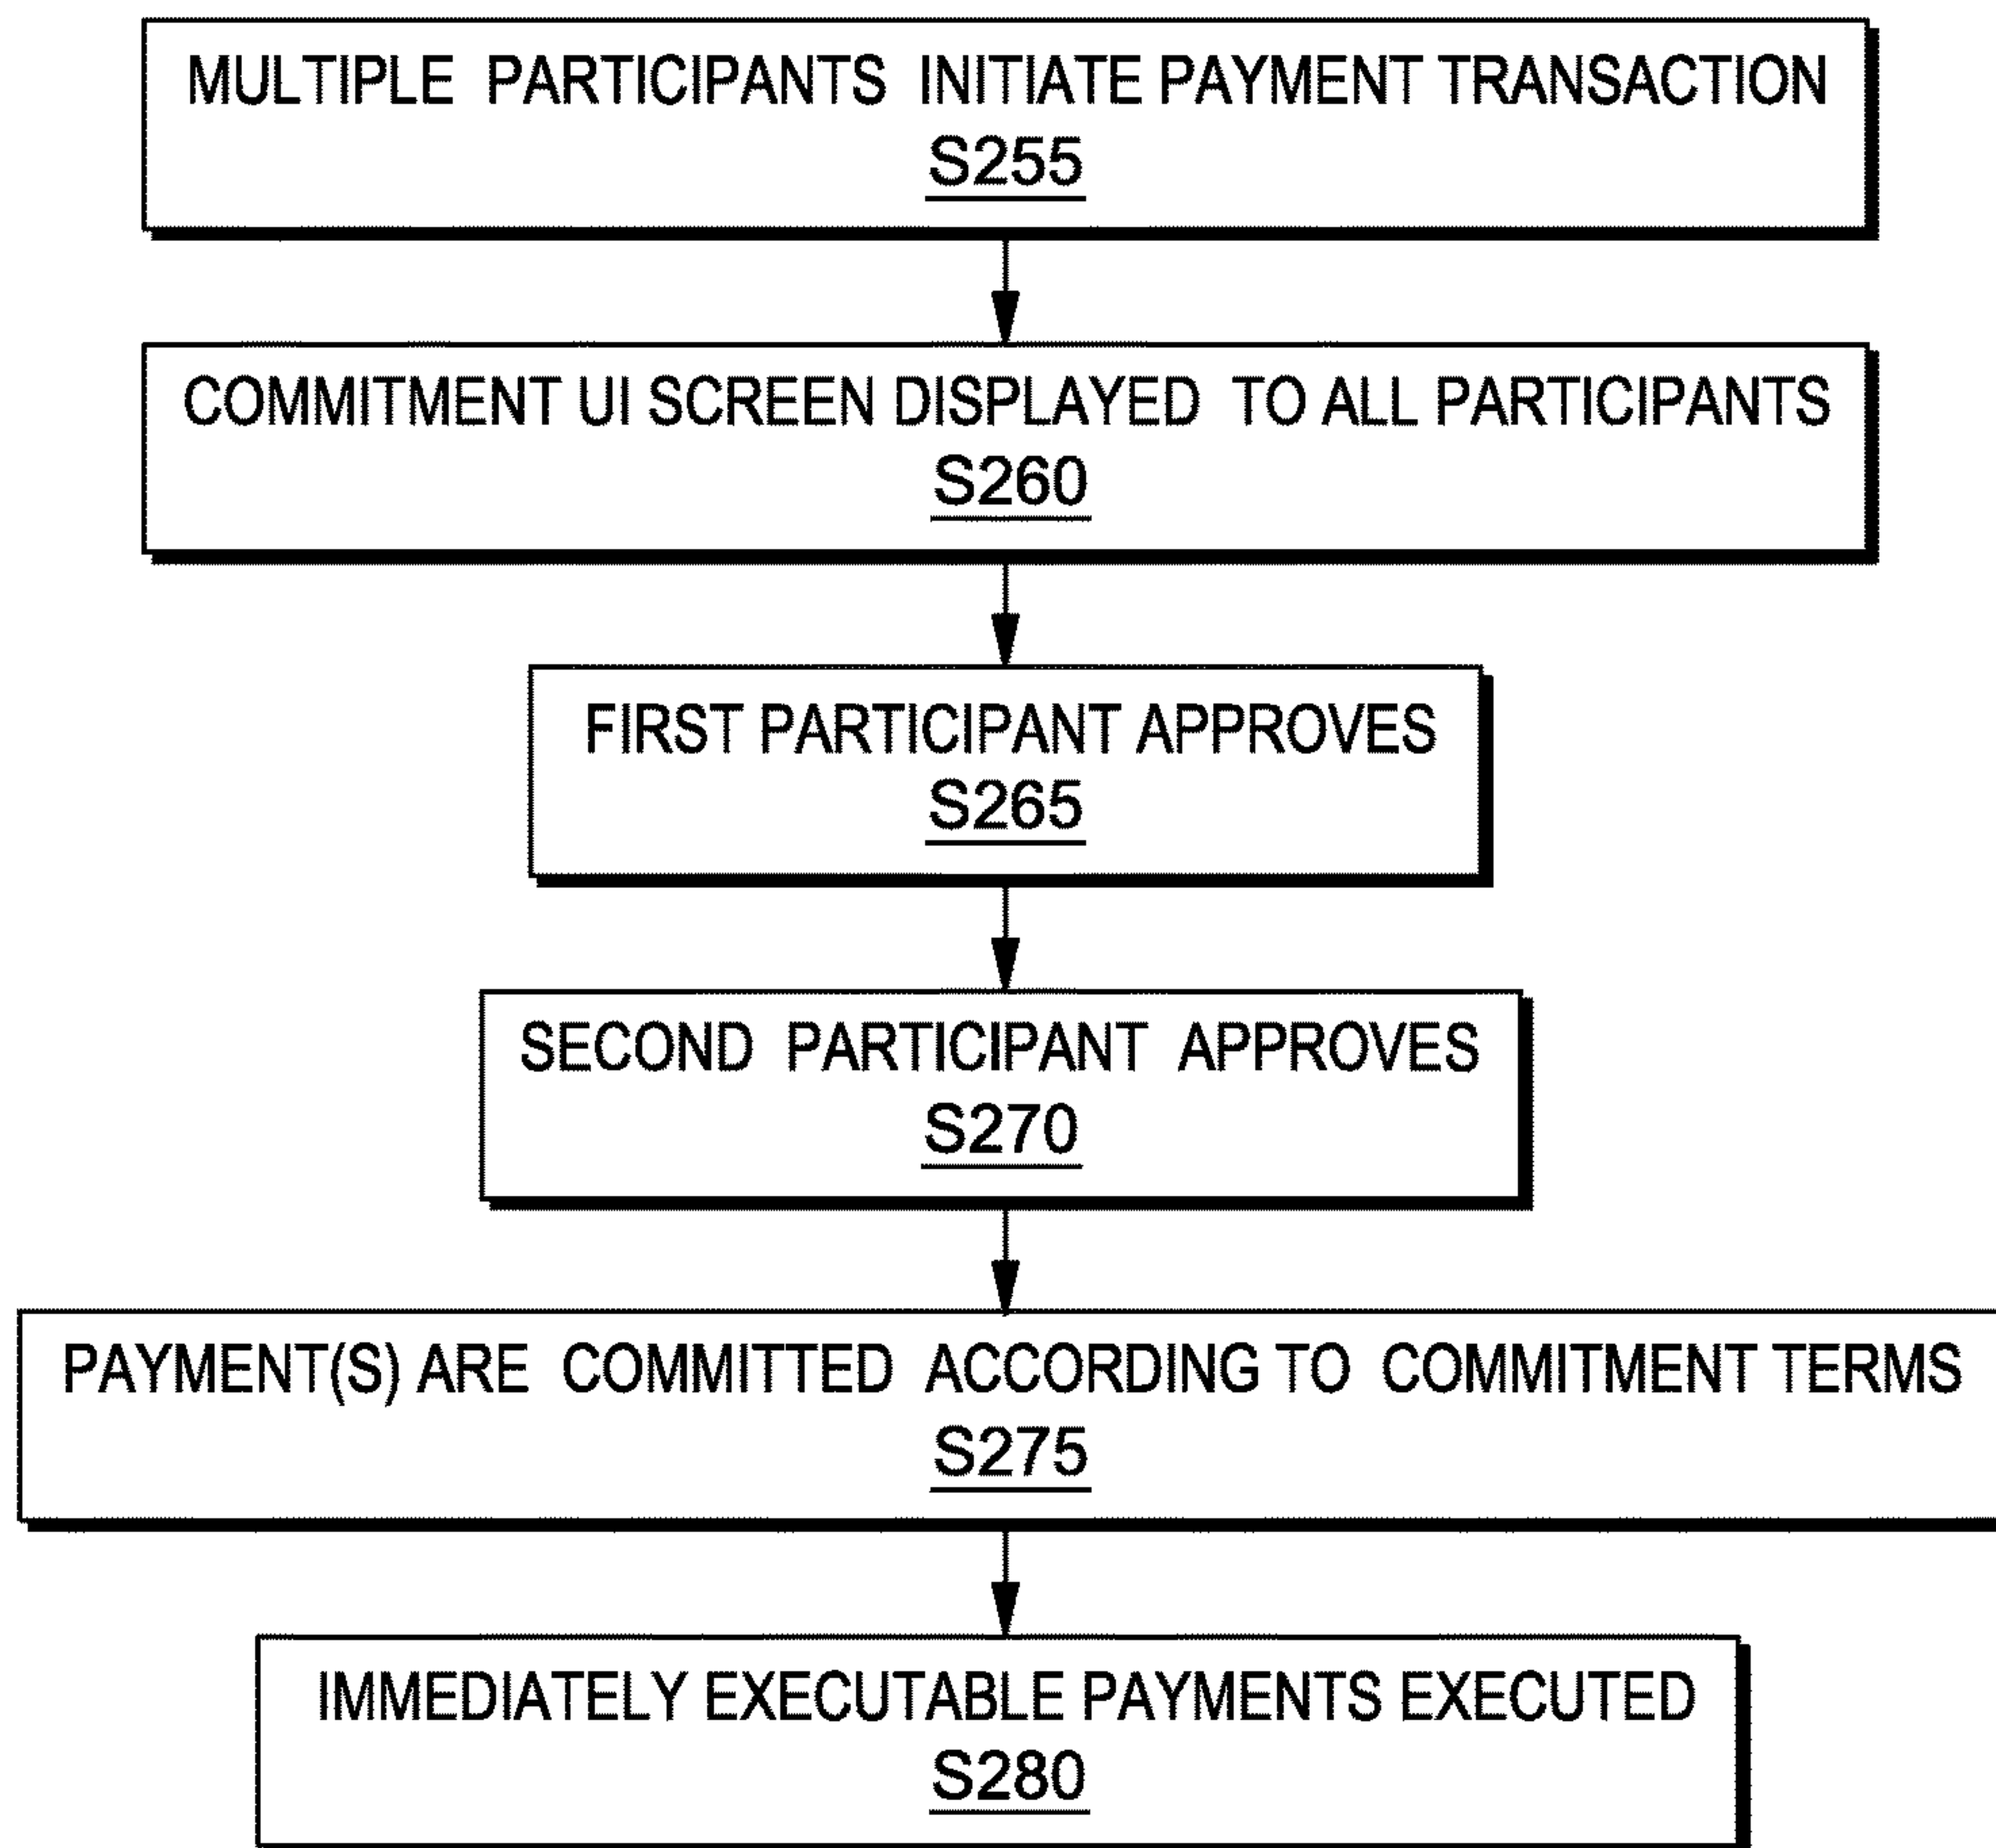 MULTIPLE PARTICIPANTS INITIATE PAYMENT TRANSACTION
S255
COMMITMENT UI SCREEN DISPLAYED TO ALL PARTICIPANTS
S260
FIRST PARTICIPANT APPROVES
S265
SECOND PARTICIPANT APPROVES
S270
PAYMENT(S) ARE COMMITTED ACCORDING TO COMMITMENT TERMS
S275
IMMEDIATELY EXECUTABLE PAYMENTS EXECUTED
S280